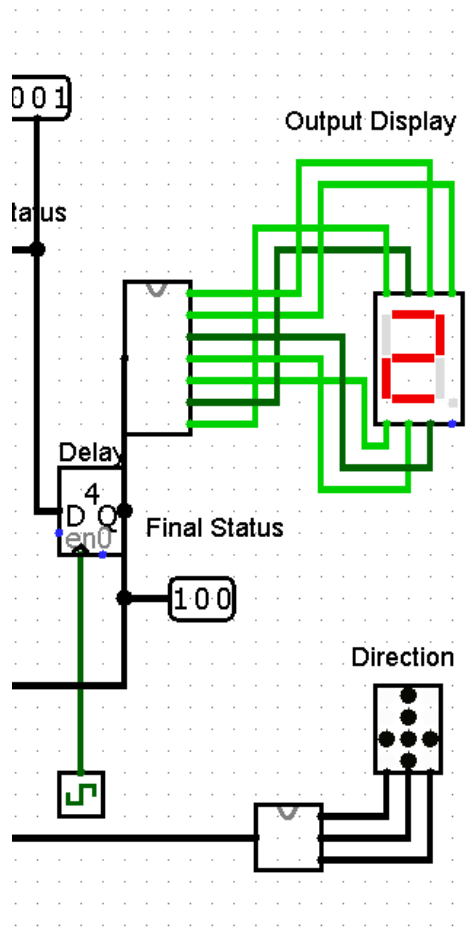 001
Output Display
tatus
Delay
4
D Q
en0
Final Status
100
Direction